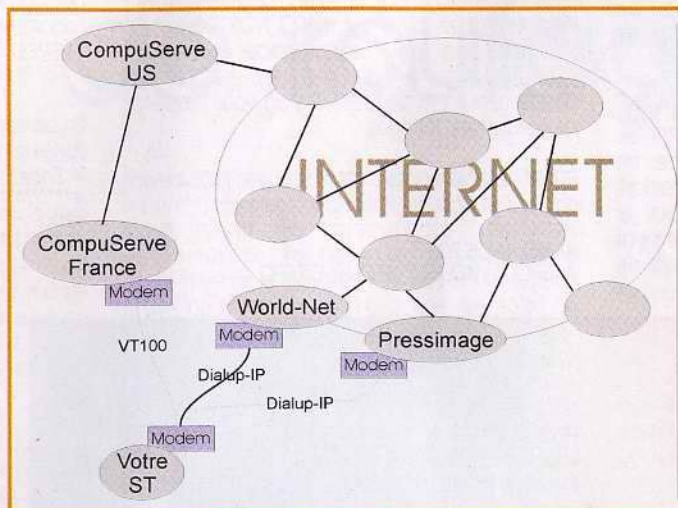 CompuServe
US
INTERNET
CompuServe
France
Modem
World-Net
Modem
Pressimage
VT100
Modem
Dialup-IP
Dialup-IP
Modem
Votre
ST